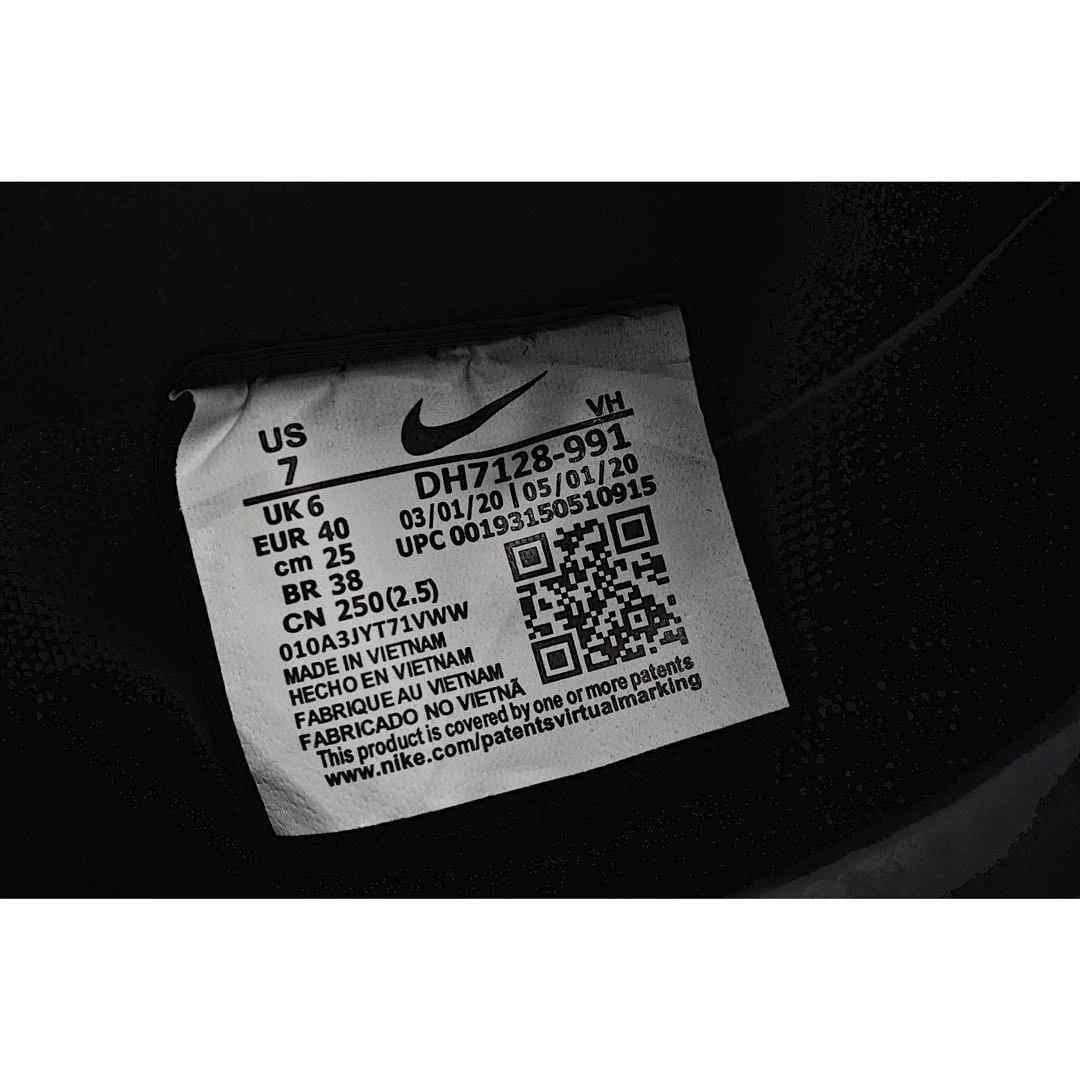 US
7
VH
UK 6
EUR 40
cm 25
BR 38
CN 250(2.5)
DH7128-991
03/01/20 | 05/01/20
UPC 00193150510915
010A3JYT71VWW
MADE IN VIETNAM
HECHO EN VIETNAM
FABRIQUE AU VIETNAM
FABRICADO NO VIETNÃ
This product is covered by one or more patents
www.nike.com/patentsvirtualmarking